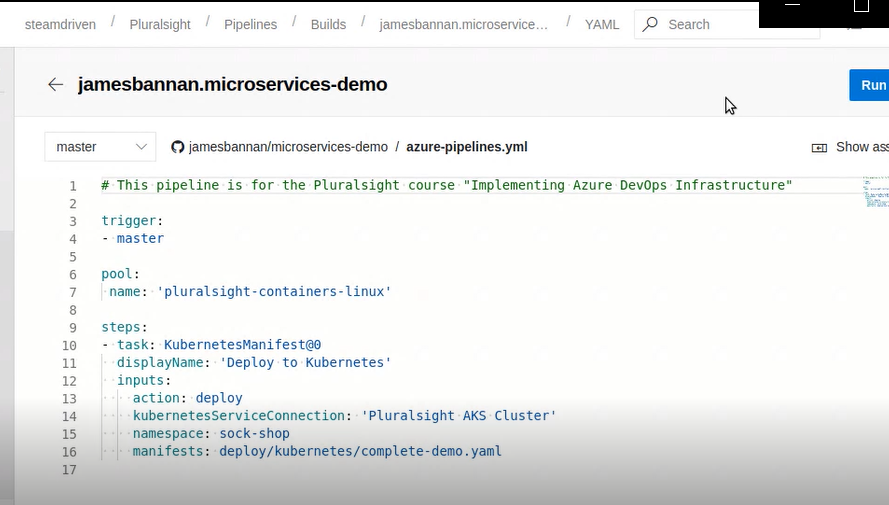 steamdriven / Pluralsight / Pipelines / Builds / jamesbannan.microservice… / YAML Search
jamesbannan.microservices-demo
Run
master jamesbannan/microservices-demo / azure-pipelines.yml Show ass
1 # This pipeline is for the Pluralsight course "Implementing Azure DevOps Infrastructure"
2
3 trigger:
4 - master
5
6 pool:
7  name: 'pluralsight-containers-linux'
8
9 steps:
10 - task: KubernetesManifest@0
11   displayName: 'Deploy to Kubernetes'
12   inputs:
13     action: deploy
14     kubernetesServiceConnection: 'Pluralsight AKS Cluster'
15     namespace: sock-shop
16     manifests: deploy/kubernetes/complete-demo.yaml
17